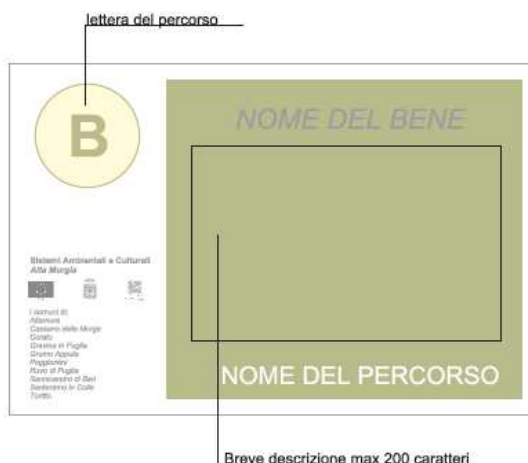 lettera del percorso
B
NOME DEL BENE
Sistemi Ambientali e Culturali
Alta Murgia
I comuni di:
Altamura
Cassano delle Murge
Corato
Gravina in Puglia
Grumo Appula
Poggiorsini
Ruvo di Puglia
Sannicandro di Bari
Santeramo in Colle
Toritto
NOME DEL PERCORSO
Breve descrizione max 200 caratteri